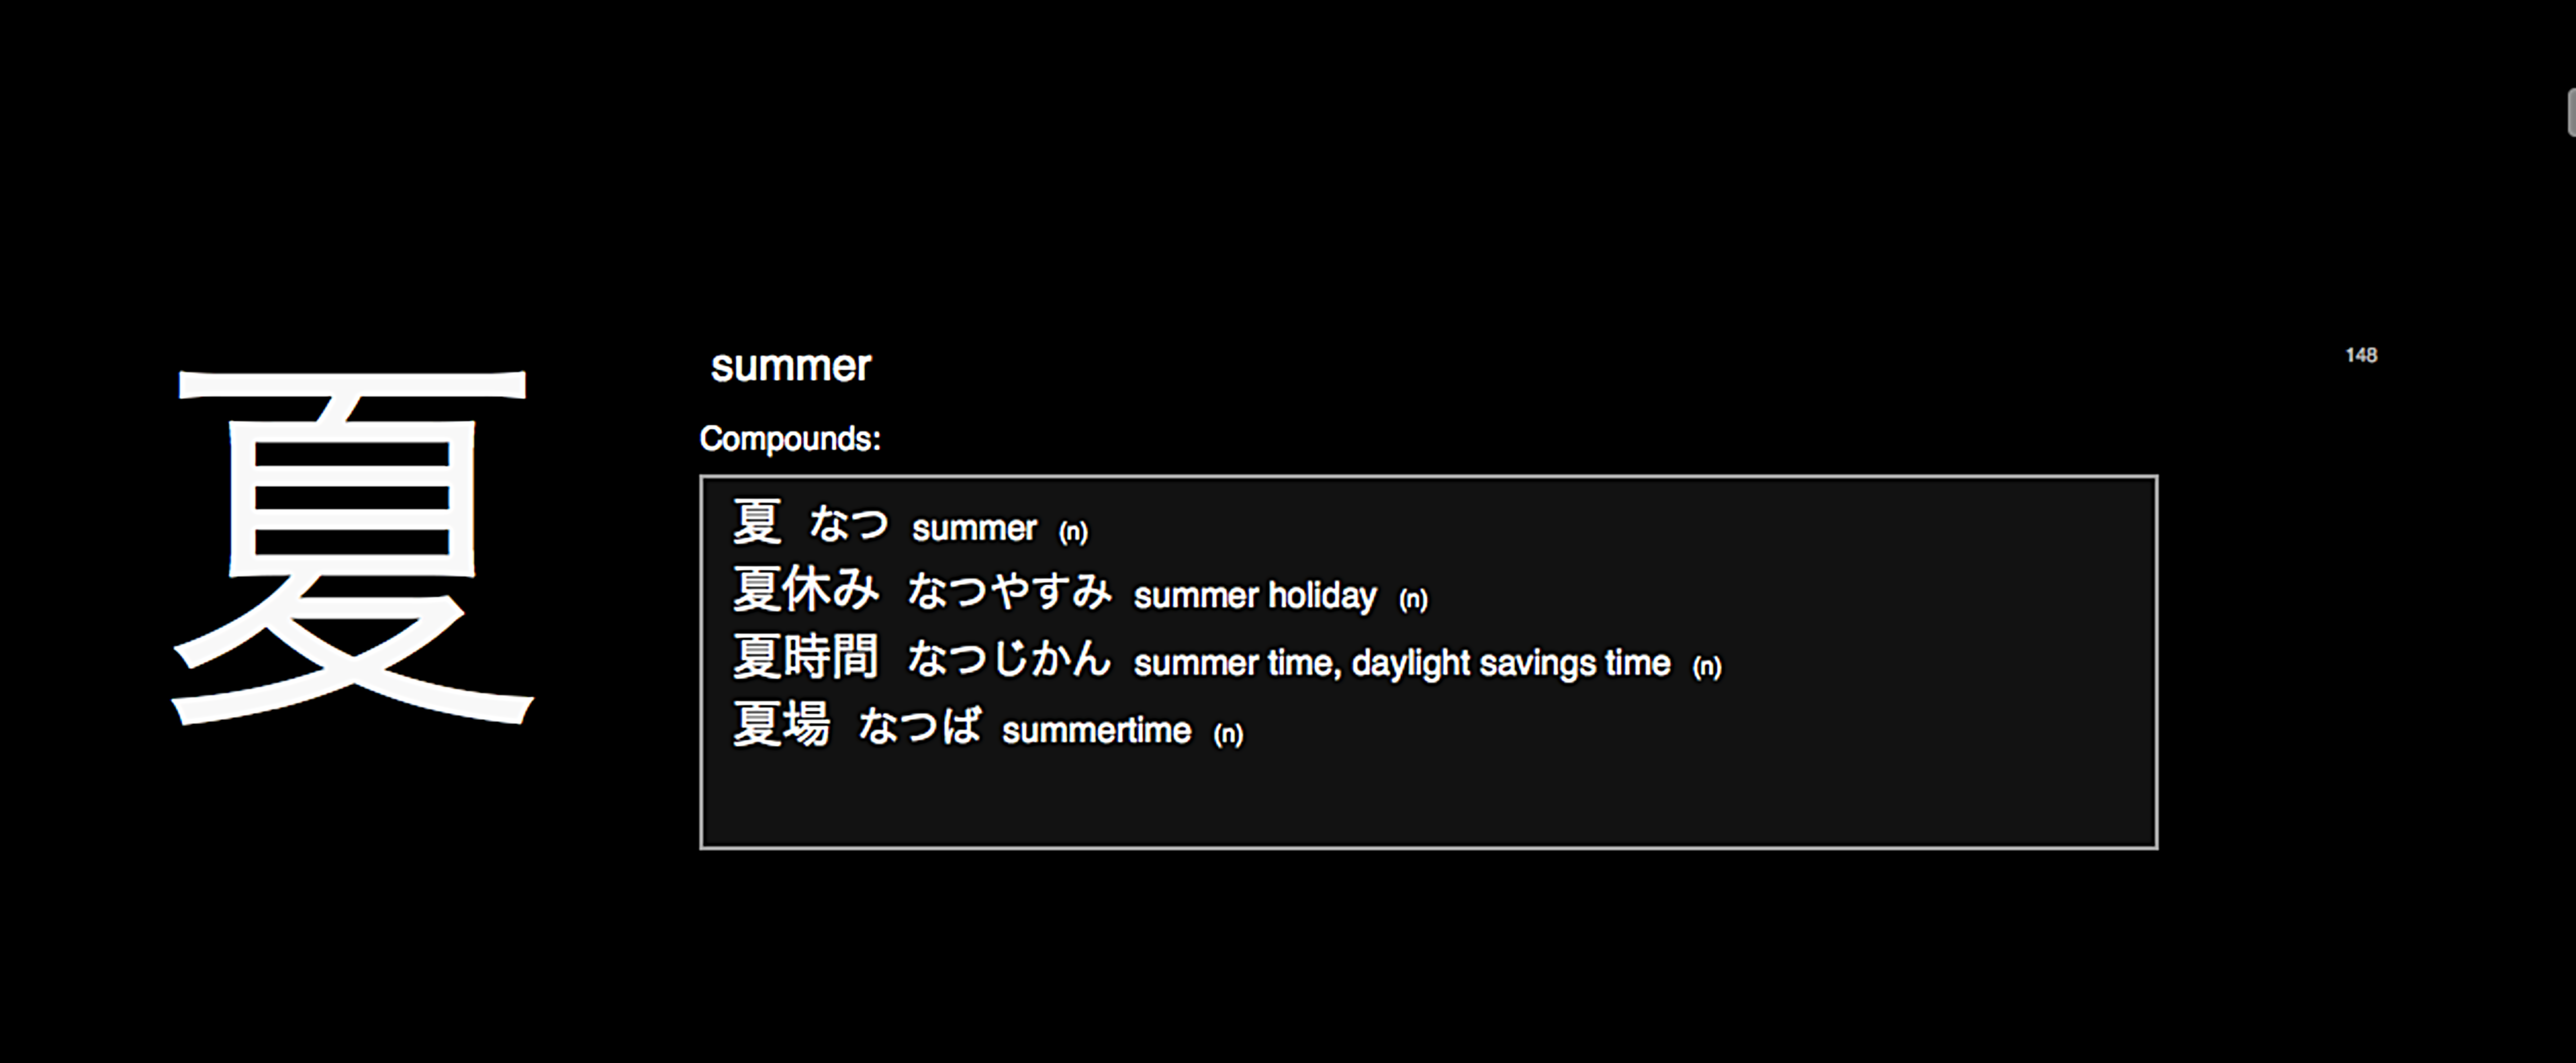 夏
summer
148
Compounds:
夏 なつ summer (n)
夏休み なつやすみ summer holiday (n)
夏時間 なつじかん summer time, daylight savings time (n)
夏場 なつば summertime (n)